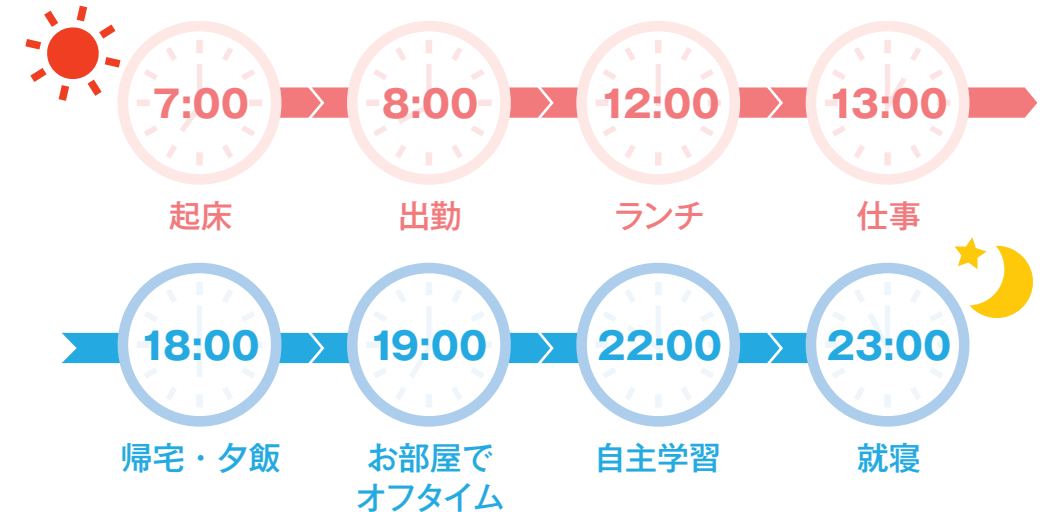 7:00
8:00
12:00
13:00
起床
出勤
ランチ
仕事
18:00
19:00
22:00
23:00
帰宅・夕飯
お部屋で
オフタイム
自主学習
就寝